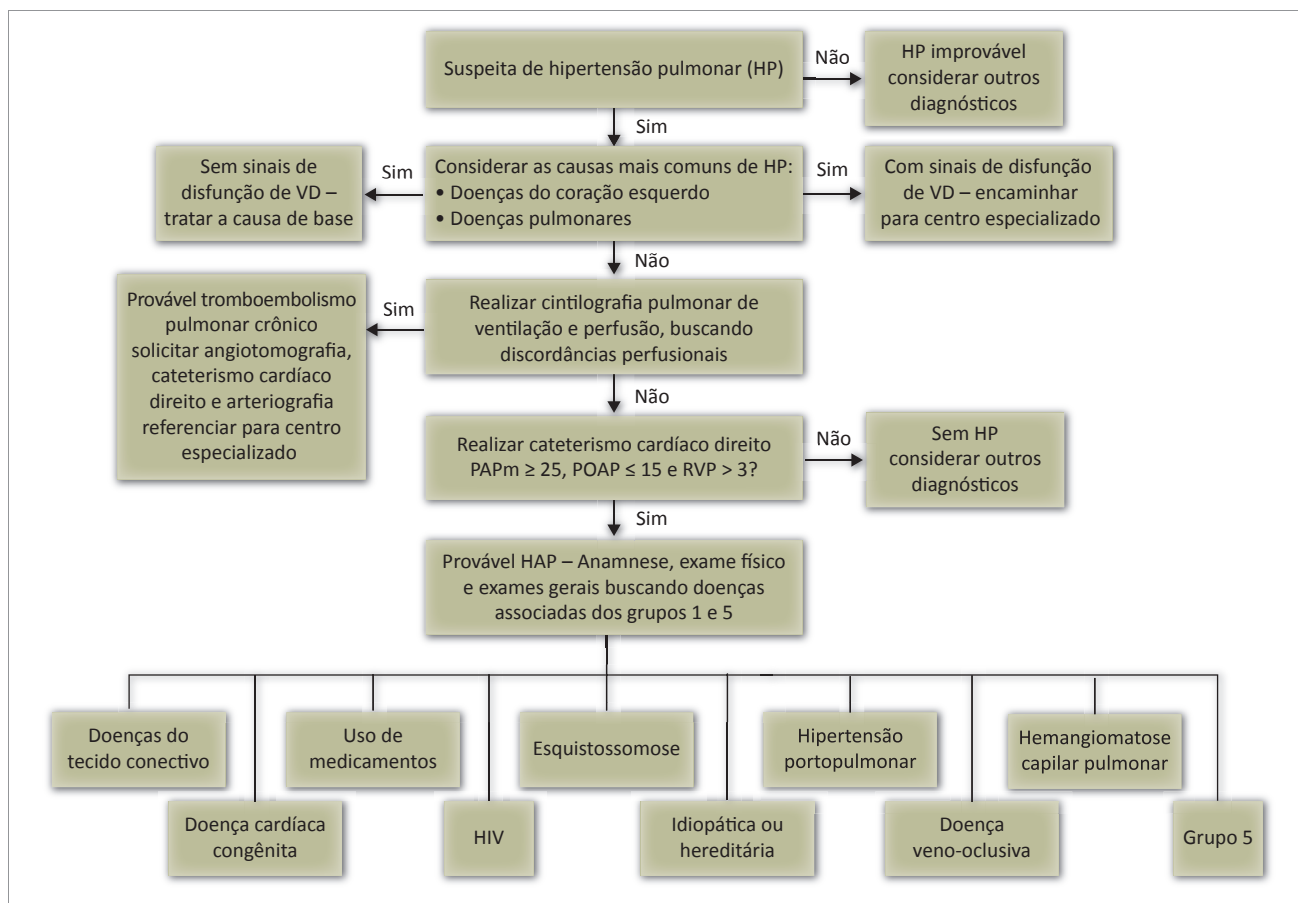 Suspeita de hipertensão pulmonar (HP)
Não
HP improvável
considerar outros
diagnósticos
Sim
Sem sinais de
disfunção de VD –
tratar a causa de base
Sim
Considerar as causas mais comuns de HP:
• Doenças do coração esquerdo
• Doenças pulmonares
Sim
Com sinais de disfunção
de VD – encaminhar
para centro especializado
Não
Provável tromboembolismo
pulmonar crônico
solicitar angiotomografia,
cateterismo cardíaco
direito e arteriografia
referenciar para centro
especializado
Sim
Realizar cintilografia pulmonar de
ventilação e perfusão, buscando
discordâncias perfusionais
Não
Realizar cateterismo cardíaco direito
PAPm ≥ 25, POAP ≤ 15 e RVP > 3?
Não
Sem HP
considerar outros
diagnósticos
Sim
Provável HAP – Anamnese, exame físico
e exames gerais buscando doenças
associadas dos grupos 1 e 5
Doenças do
tecido conectivo
Uso de
medicamentos
Esquistossomose
Hipertensão
portopulmonar
Hemangiomatose
capilar pulmonar
Doença cardíaca
congênita
HIV
Idiopática ou
hereditária
Doença
veno-oclusiva
Grupo 5